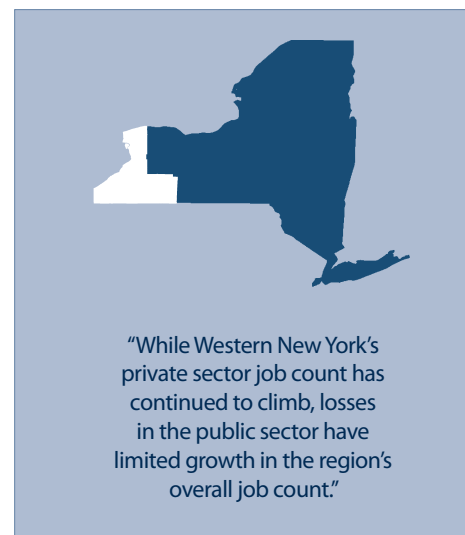 “While Western New York’s
private sector job count has
continued to climb, losses
in the public sector have
limited growth in the region’s
overall job count.”